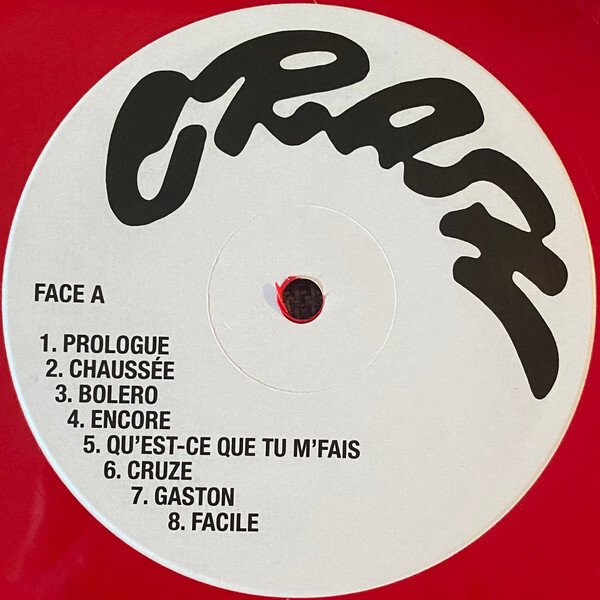 CRASH
FACE A
1. PROLOGUE
2. CHAUSSÉE
3. BOLERO
4. ENCORE
5. QU'EST-CE QUE TU M'FAIS
6. CRUZE
7. GASTON
8. FACILE